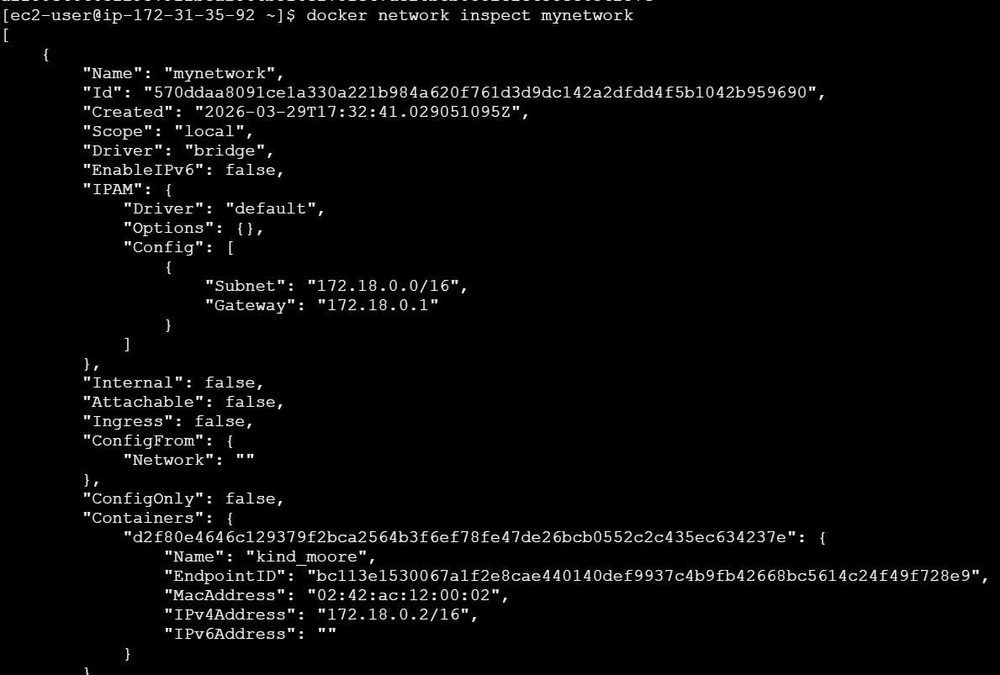 [ec2-user@ip-172-31-35-92 ~]$ docker network inspect mynetwork
[
    {
        "Name": "mynetwork",
        "Id": "570ddaa8091ce1a330a221b984a620f761d3d9dc142a2dfdd4f5b1042b959690",
        "Created": "2026-03-29T17:32:41.029051095Z",
        "Scope": "local",
        "Driver": "bridge",
        "EnableIPv6": false,
        "IPAM": {
            "Driver": "default",
            "Options": {},
            "Config": [
                {
                    "Subnet": "172.18.0.0/16",
                    "Gateway": "172.18.0.1"
                }
            ]
        },
        "Internal": false,
        "Attachable": false,
        "Ingress": false,
        "ConfigFrom": {
            "Network": ""
        },
        "ConfigOnly": false,
        "Containers": {
            "d2f80e4646c129379f2bca2564b3f6ef78fe47de26bcb0552c2c435ec634237e": {
                "Name": "kind_moore",
                "EndpointID": "bc113e1530067a1f2e8cae440140def9937c4b9fb42668bc5614c24f49f728e9",
                "MacAddress": "02:42:ac:12:00:02",
                "IPv4Address": "172.18.0.2/16",
                "IPv6Address": ""
            }
        }